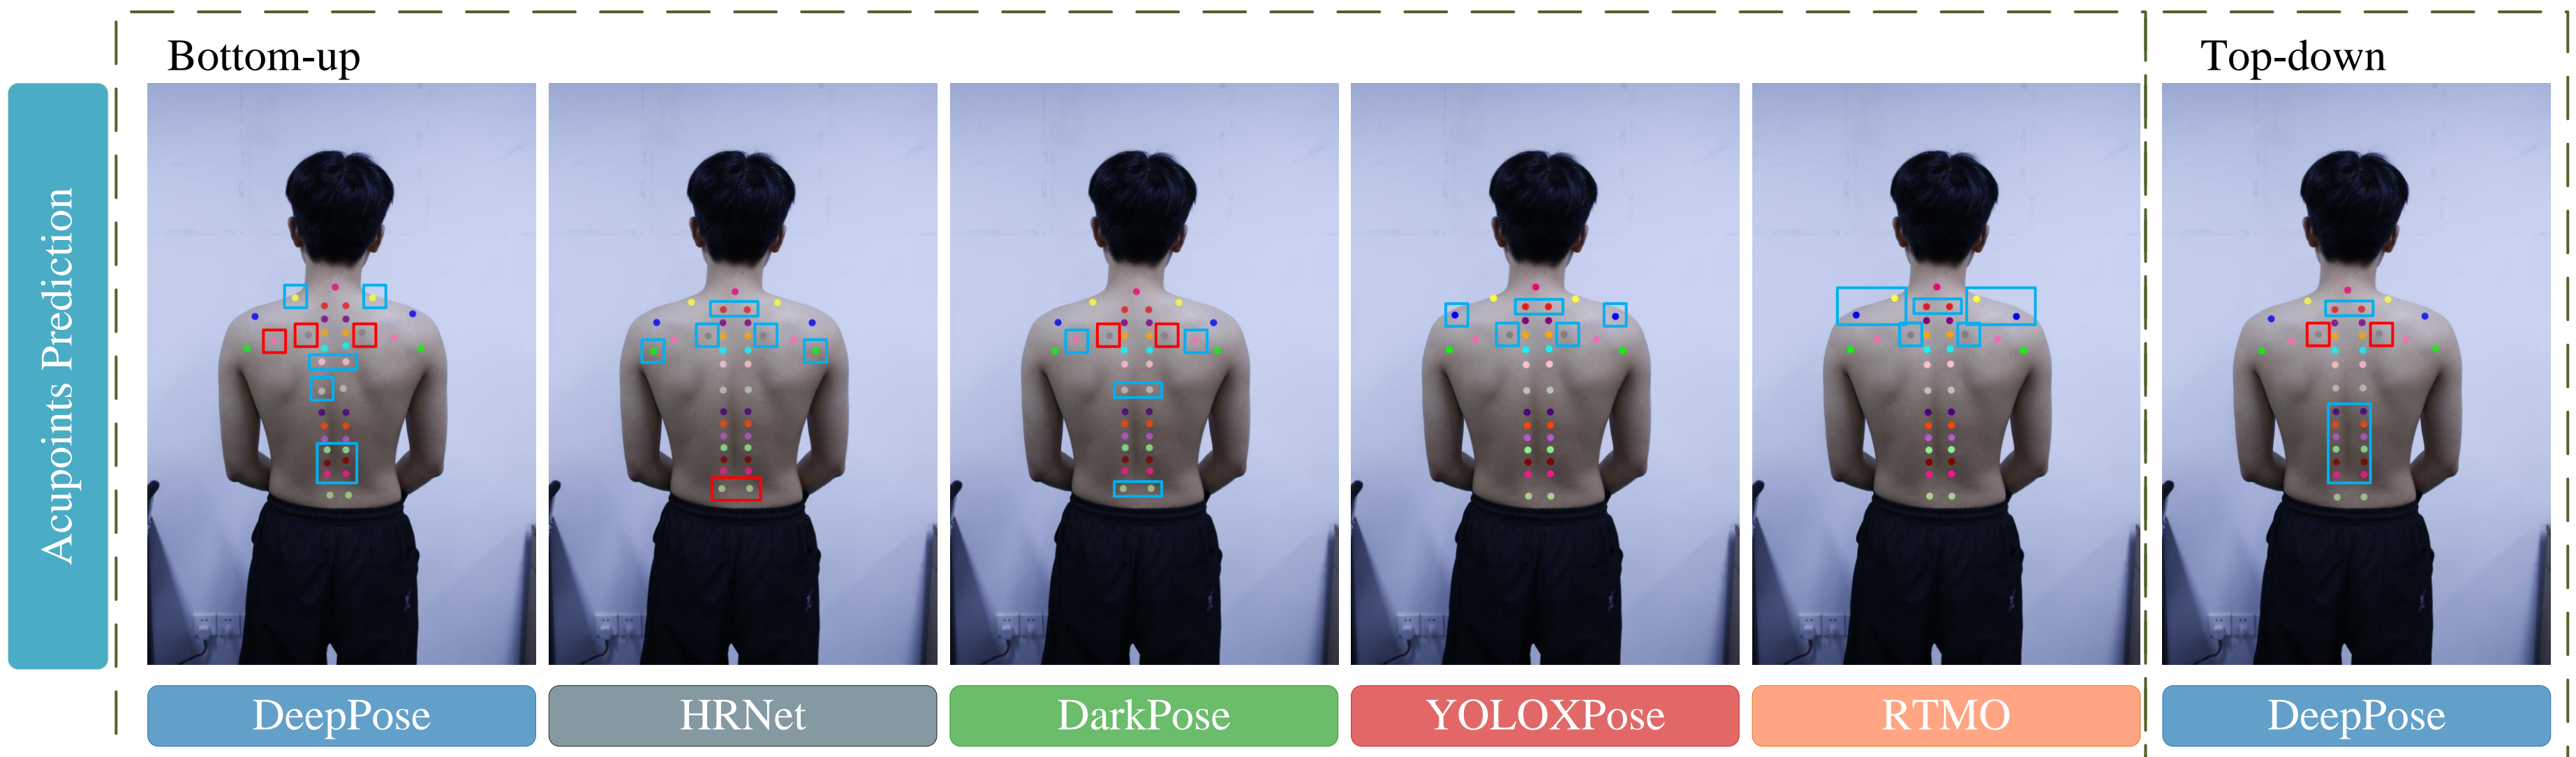 Bottom-up
Top-down
Acupoints Prediction
DeepPose
HRNet
DarkPose
YOLOXPose
RTMO
DeepPose